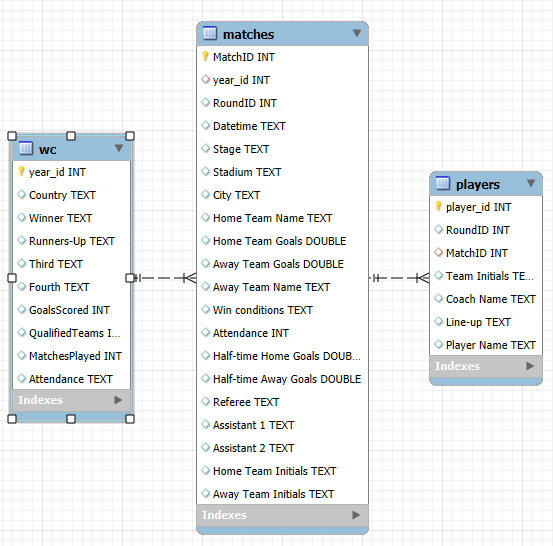 wc
year_id INT
Country TEXT
Winner TEXT
Runners-Up TEXT
Third TEXT
Fourth TEXT
GoalsScored INT
QualifiedTeams I...
MatchesPlayed INT
Attendance TEXT
Indexes
matches
MatchID INT
year_id INT
RoundID INT
Datetime TEXT
Stage TEXT
Stadium TEXT
City TEXT
Home Team Name TEXT
Home Team Goals DOUBLE
Away Team Goals DOUBLE
Away Team Name TEXT
Win conditions TEXT
Attendance INT
Half-time Home Goals DOUB...
Half-time Away Goals DOUBLE
Referee TEXT
Assistant 1 TEXT
Assistant 2 TEXT
Home Team Initials TEXT
Away Team Initials TEXT
Indexes
players
player_id INT
RoundID INT
MatchID INT
Team Initials TE...
Coach Name TEXT
Line-up TEXT
Player Name TEXT
Indexes